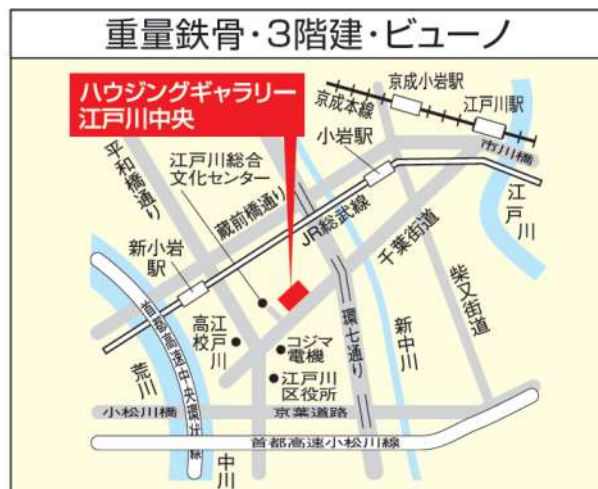 重量鉄骨・3階建・ビューノ
ハウジングギャラリー
江戸川中央
京成小岩駅
京成本線
江戸川駅
市川橋
小岩駅
江戸川
平和橋通り
江戸川総合
文化センター
蔵前橋通り
JR総武線
千葉街道
柴又街道
新小岩
駅
首都高速中央環状線
荒川
江戸川
高校
コジマ
電機
環七通り
新中川
江戸川
区役所
小松川橋
京葉道路
首都高速小松川線
中川